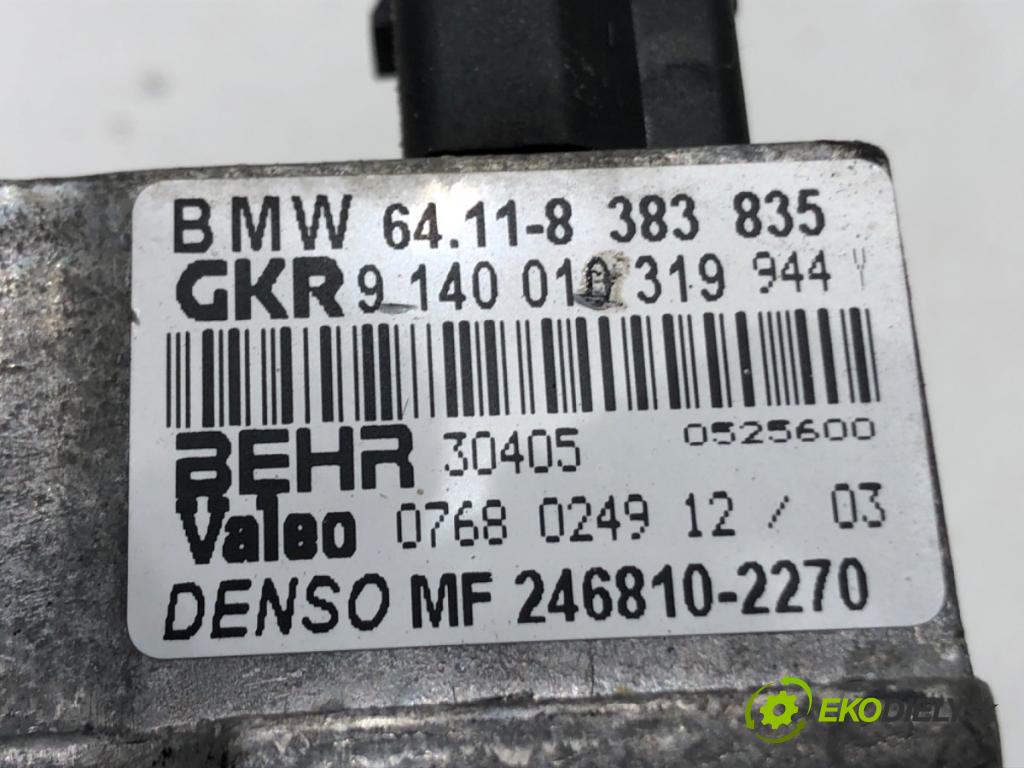 BMW 64.11-8 383 835
GKR 9 140 010 319 944 Y
BEHR 30405 0525600
Valeo 0768 0249 12 / 03
DENSO MF 246810-2270
EKODIELY